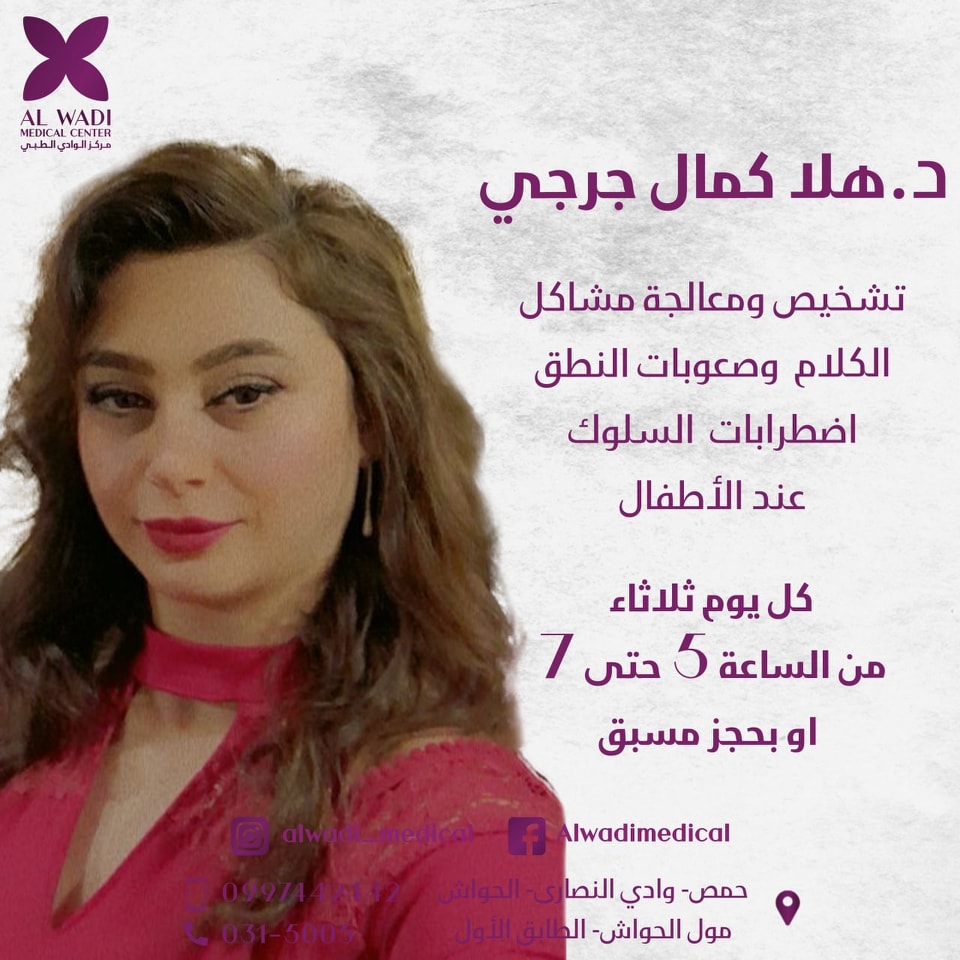 AL WADI
MEDICAL CENTER
مركز الوادي الطبي
د.هلا كمال جرجي
تشخيص ومعالجة مشاكل
الكلام وصعوبات النطق
اضطرابات السلوك
عند الأطفال
كل يوم ثلاثاء
من الساعة 5 حتى 7
او بحجز مسبق
alwadi_medical
Alwadimedical
حمص- وادي النصارى- الحواش
مول الحواش- الطابق الأول